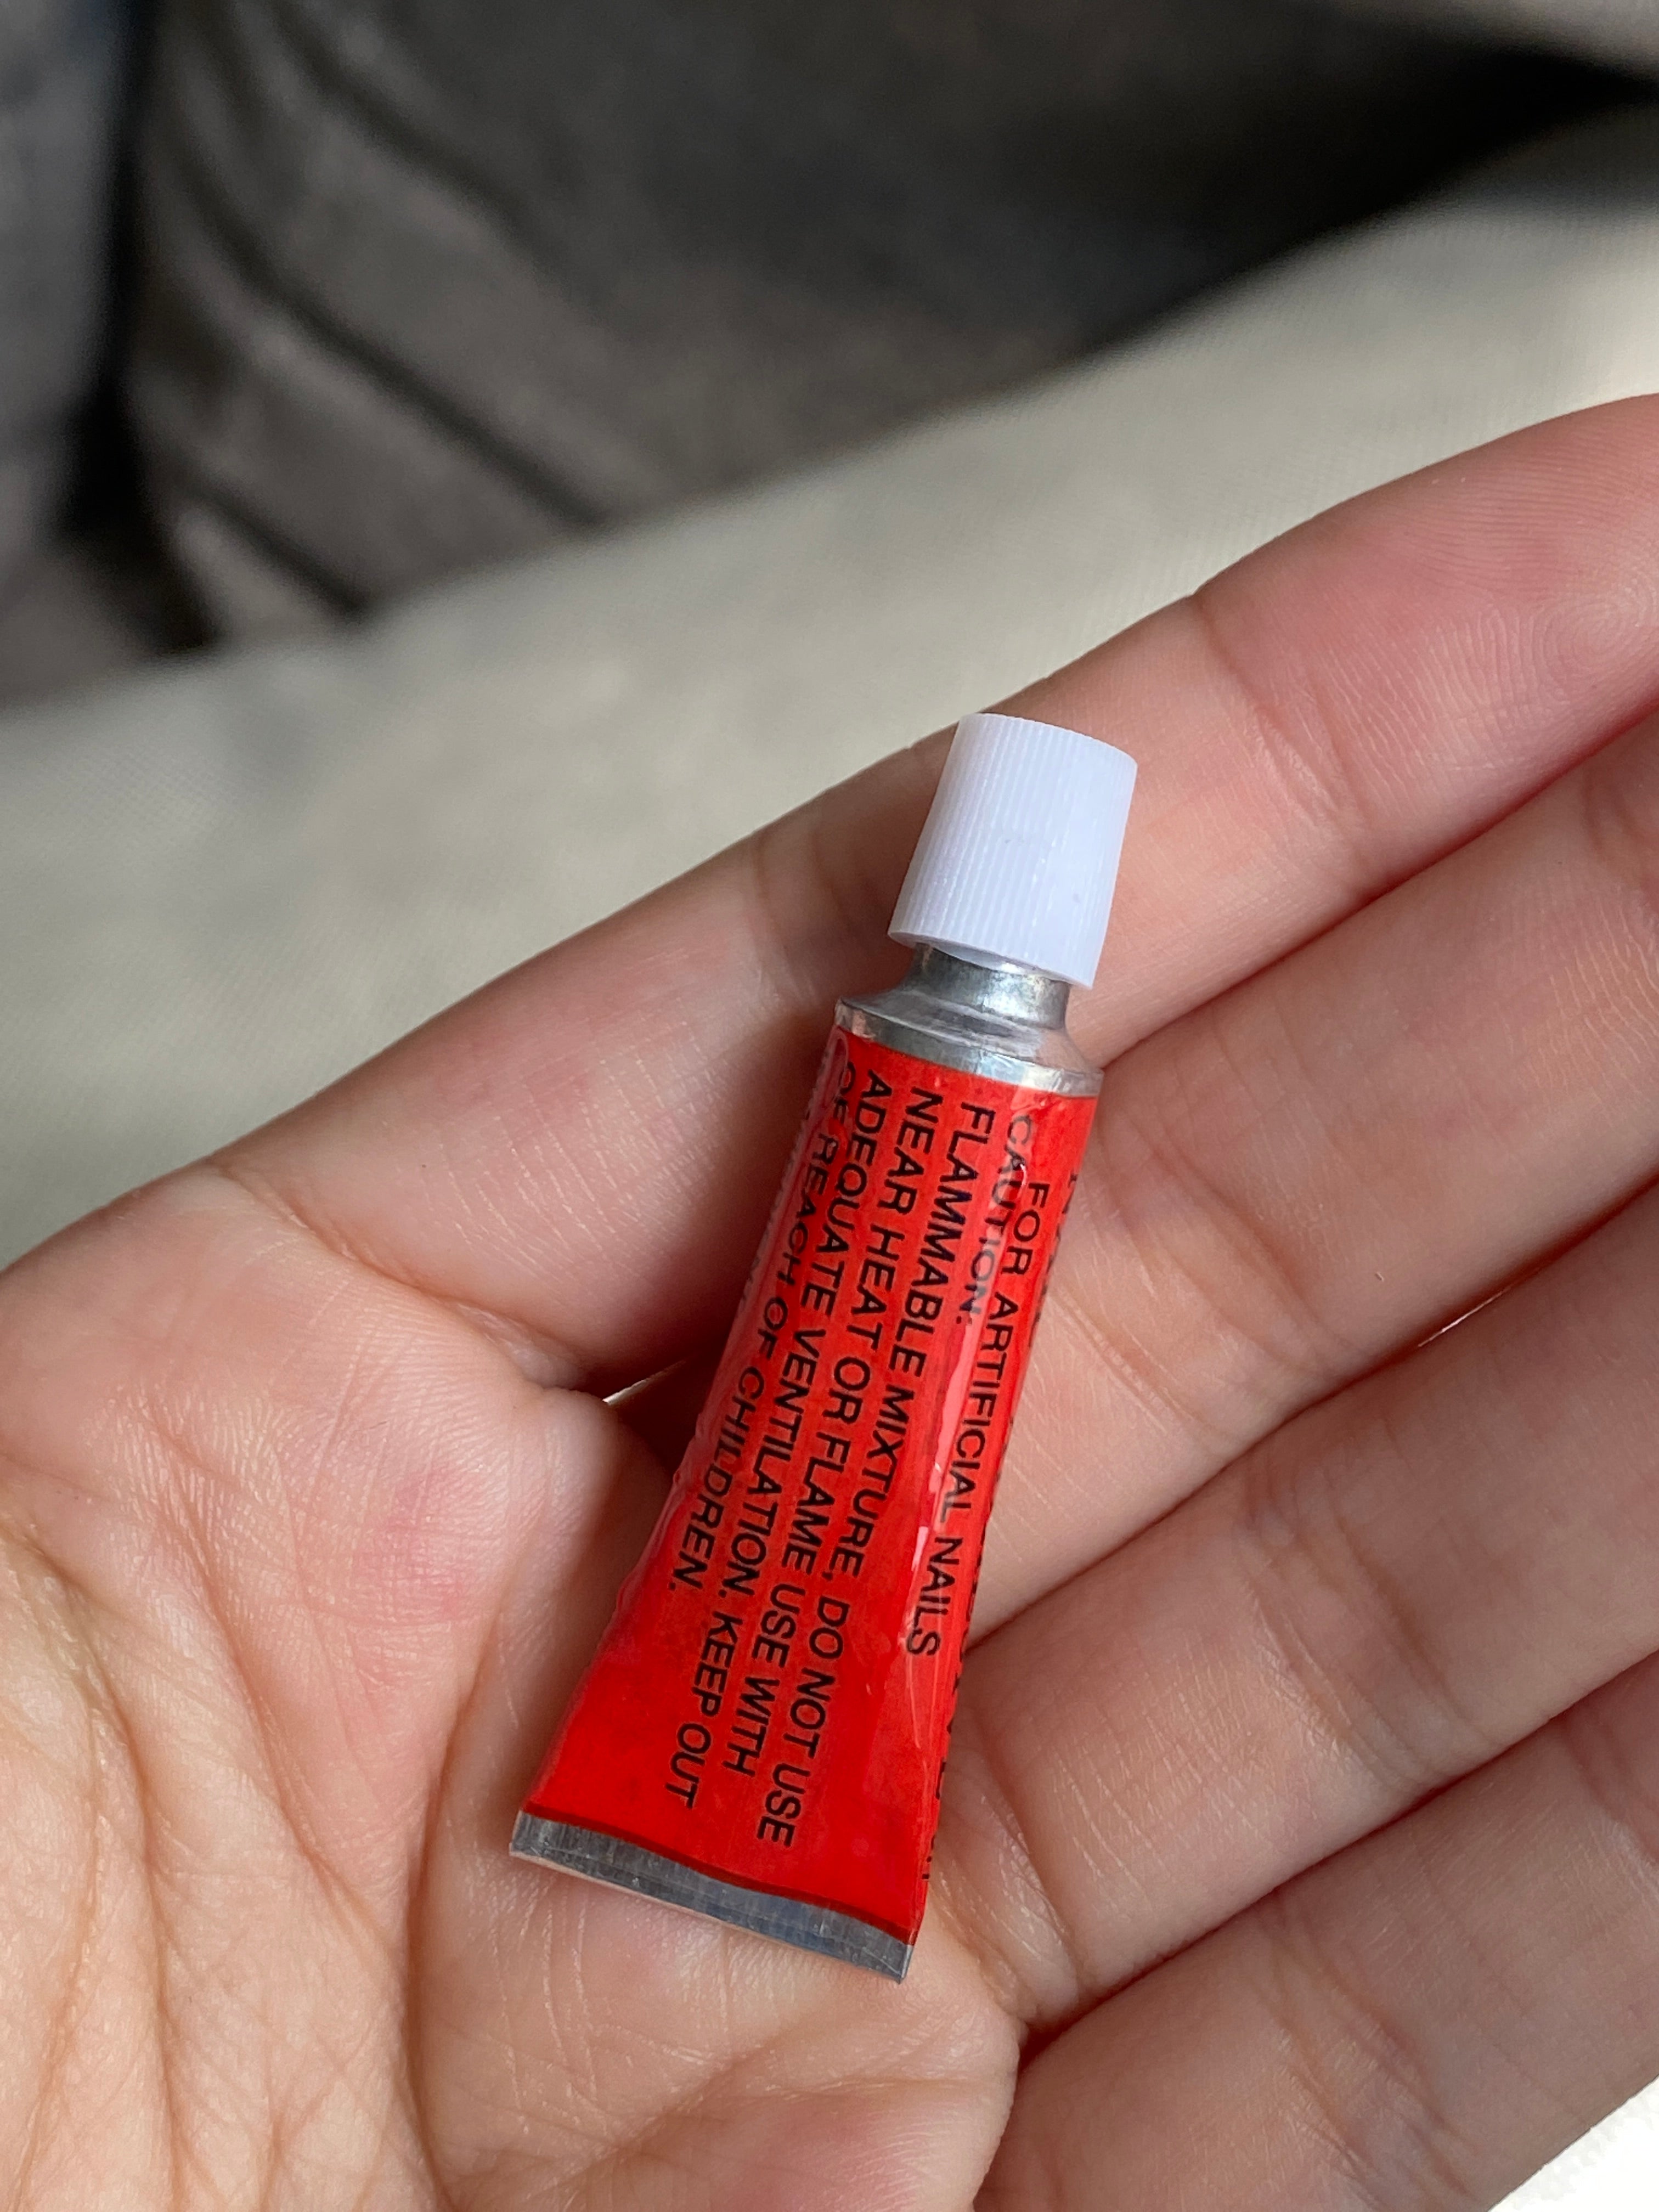 FOR ARTIFICIAL NAILS
CAUTION:
FLAMMABLE MIXTURE, DO NOT USE
NEAR HEAT OR FLAME USE WITH
ADEQUATE VENTILATION. KEEP OUT
OF REACH OF CHILDREN.